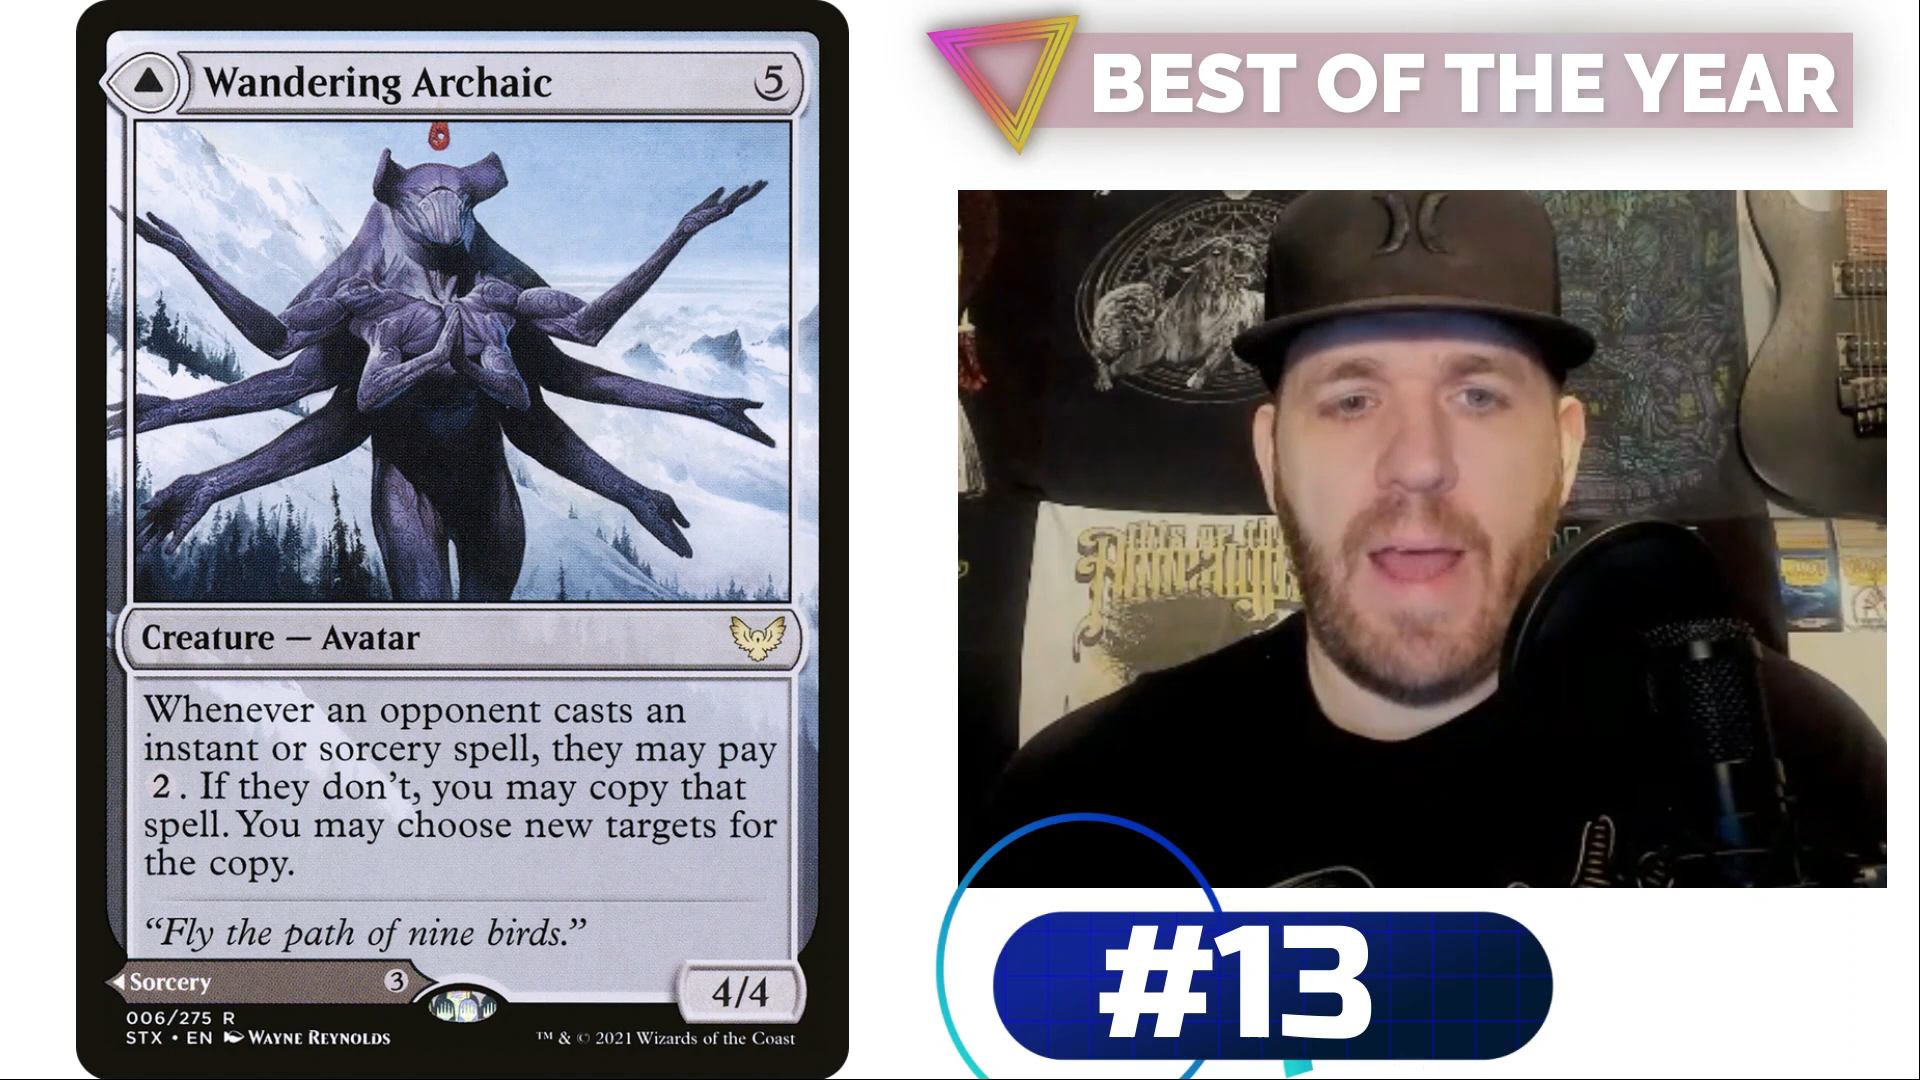 Wandering Archaic 5
Creature — Avatar
Whenever an opponent casts an
instant or sorcery spell, they may pay
2. If they don't, you may copy that
spell. You may choose new targets for
the copy.
“Fly the path of nine birds.”
Sorcery 3
4/4
006/275 R
STX • EN WAYNE REYNOLDS
™ & © 2021 Wizards of the Coast
BEST OF THE YEAR
#13